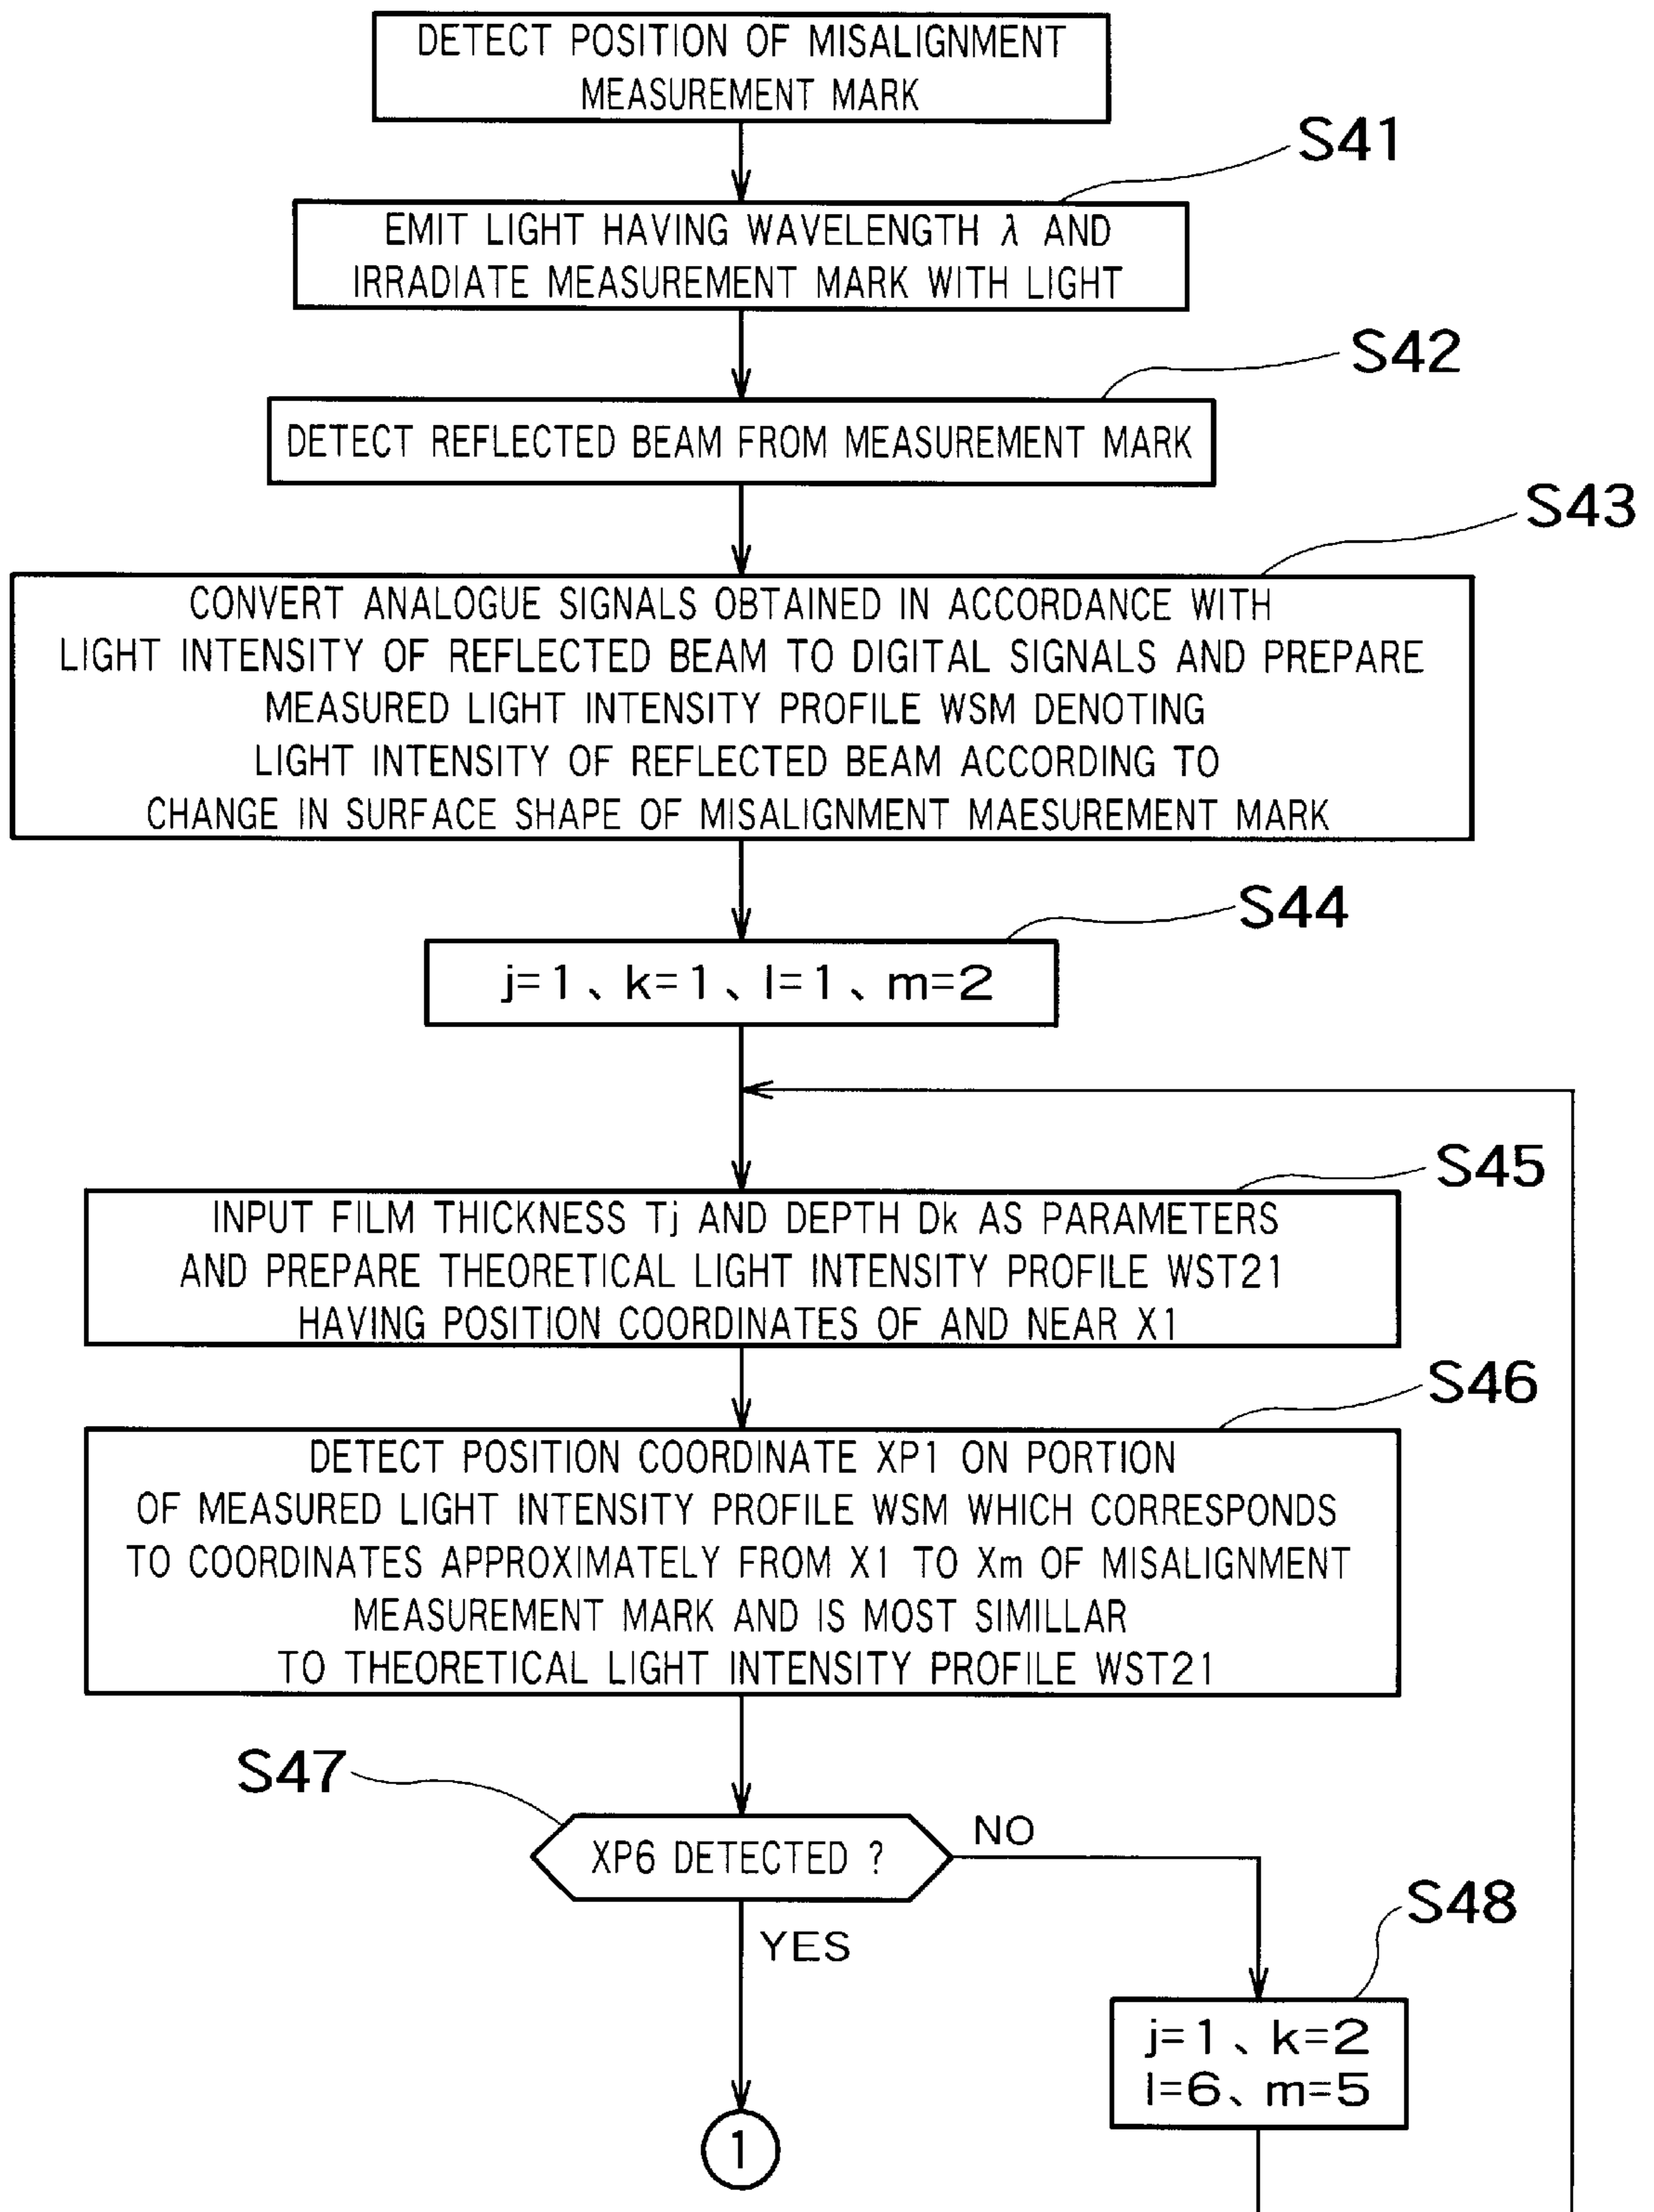 DETECT POSITION OF MISALIGNMENT
MEASUREMENT MARK
S41
EMIT LIGHT HAVING WAVELENGTH λ AND
IRRADIATE MEASUREMENT MARK WITH LIGHT
S42
DETECT REFLECTED BEAM FROM MEASUREMENT MARK
S43
CONVERT ANALOGUE SIGNALS OBTAINED IN ACCORDANCE WITH
LIGHT INTENSITY OF REFLECTED BEAM TO DIGITAL SIGNALS AND PREPARE
MEASURED LIGHT INTENSITY PROFILE WSM DENOTING
LIGHT INTENSITY OF REFLECTED BEAM ACCORDING TO
CHANGE IN SURFACE SHAPE OF MISALIGNMENT MAESUREMENT MARK
S44
j=1、k=1、l=1、m=2
S45
INPUT FILM THICKNESS Tj AND DEPTH Dk AS PARAMETERS
AND PREPARE THEORETICAL LIGHT INTENSITY PROFILE WST21
HAVING POSITION COORDINATES OF AND NEAR X1
S46
DETECT POSITION COORDINATE XP1 ON PORTION
OF MEASURED LIGHT INTENSITY PROFILE WSM WHICH CORRESPONDS
TO COORDINATES APPROXIMATELY FROM X1 TO Xm OF MISALIGNMENT
MEASUREMENT MARK AND IS MOST SIMILLAR
TO THEORETICAL LIGHT INTENSITY PROFILE WST21
S47
XP6 DETECTED ?
NO
YES
S48
j=1、k=2
l=6、m=5
1